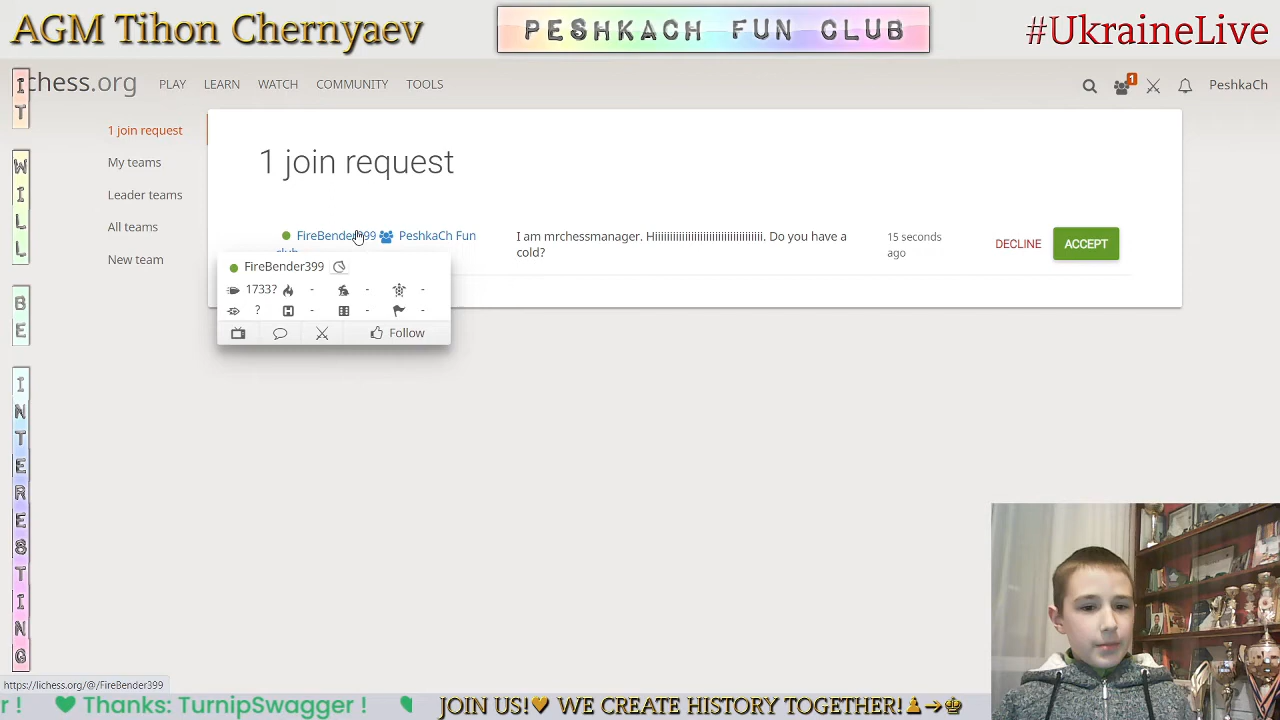 AGM Tihon Chernyaev
PESHKACH FUN CLUB
#UkraineLive
IT WILL BE INTERESTING
chess.org
PLAY LEARN WATCH COMMUNITY TOOLS
1
PeshkaCh
1 join request
My teams
Leader teams
All teams
New team
1 join request
FireBender399 PeshkaCh Fun
club
I am mrchessmanager. Hiiiiiiiiiiiiiiiiiiiiiiiiiiiiiiiii. Do you have a
cold?
15 seconds
ago
DECLINE
ACCEPT
FireBender399
1733? - - -
? - - -
Follow
https://lichess.org/@/FireBender399
r ! Thanks: TurnipSwagger !
JOIN US! WE CREATE HISTORY TOGETHER!